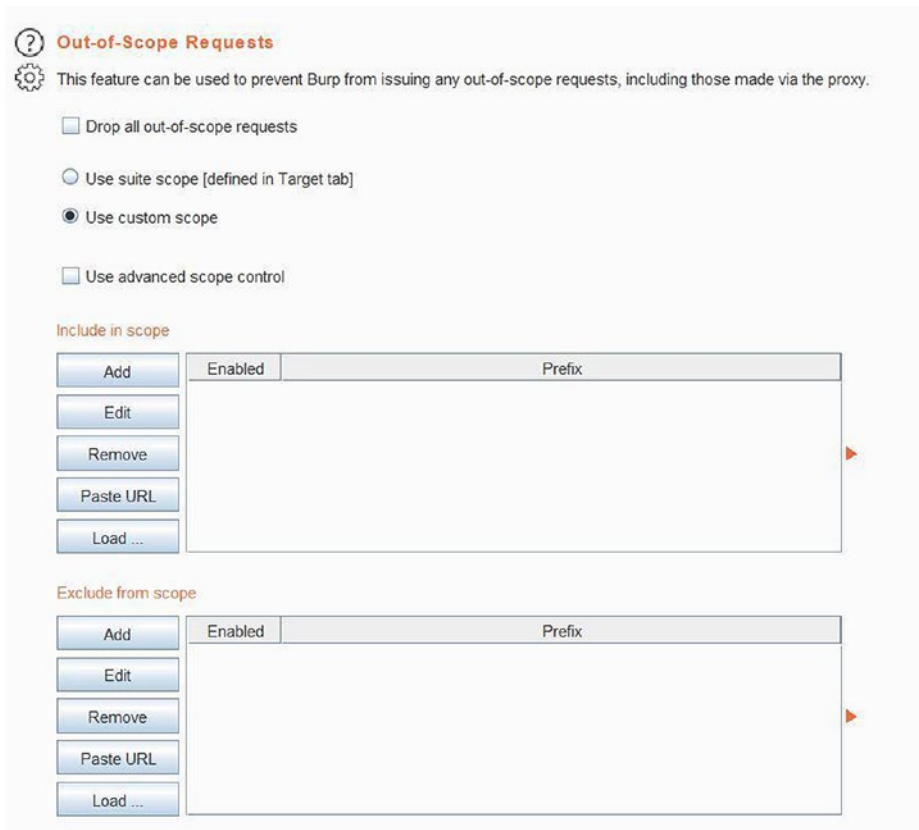 Out-of-Scope Requests
This feature can be used to prevent Burp from issuing any out-of-scope requests, including those made via the proxy.
Drop all out-of-scope requests
Use suite scope [defined in Target tab]
Use custom scope
Use advanced scope control
Include in scope
Add
Enabled Prefix
Edit
Remove
Paste URL
Load ...
Exclude from scope
Add
Enabled Prefix
Edit
Remove
Paste URL
Load ...